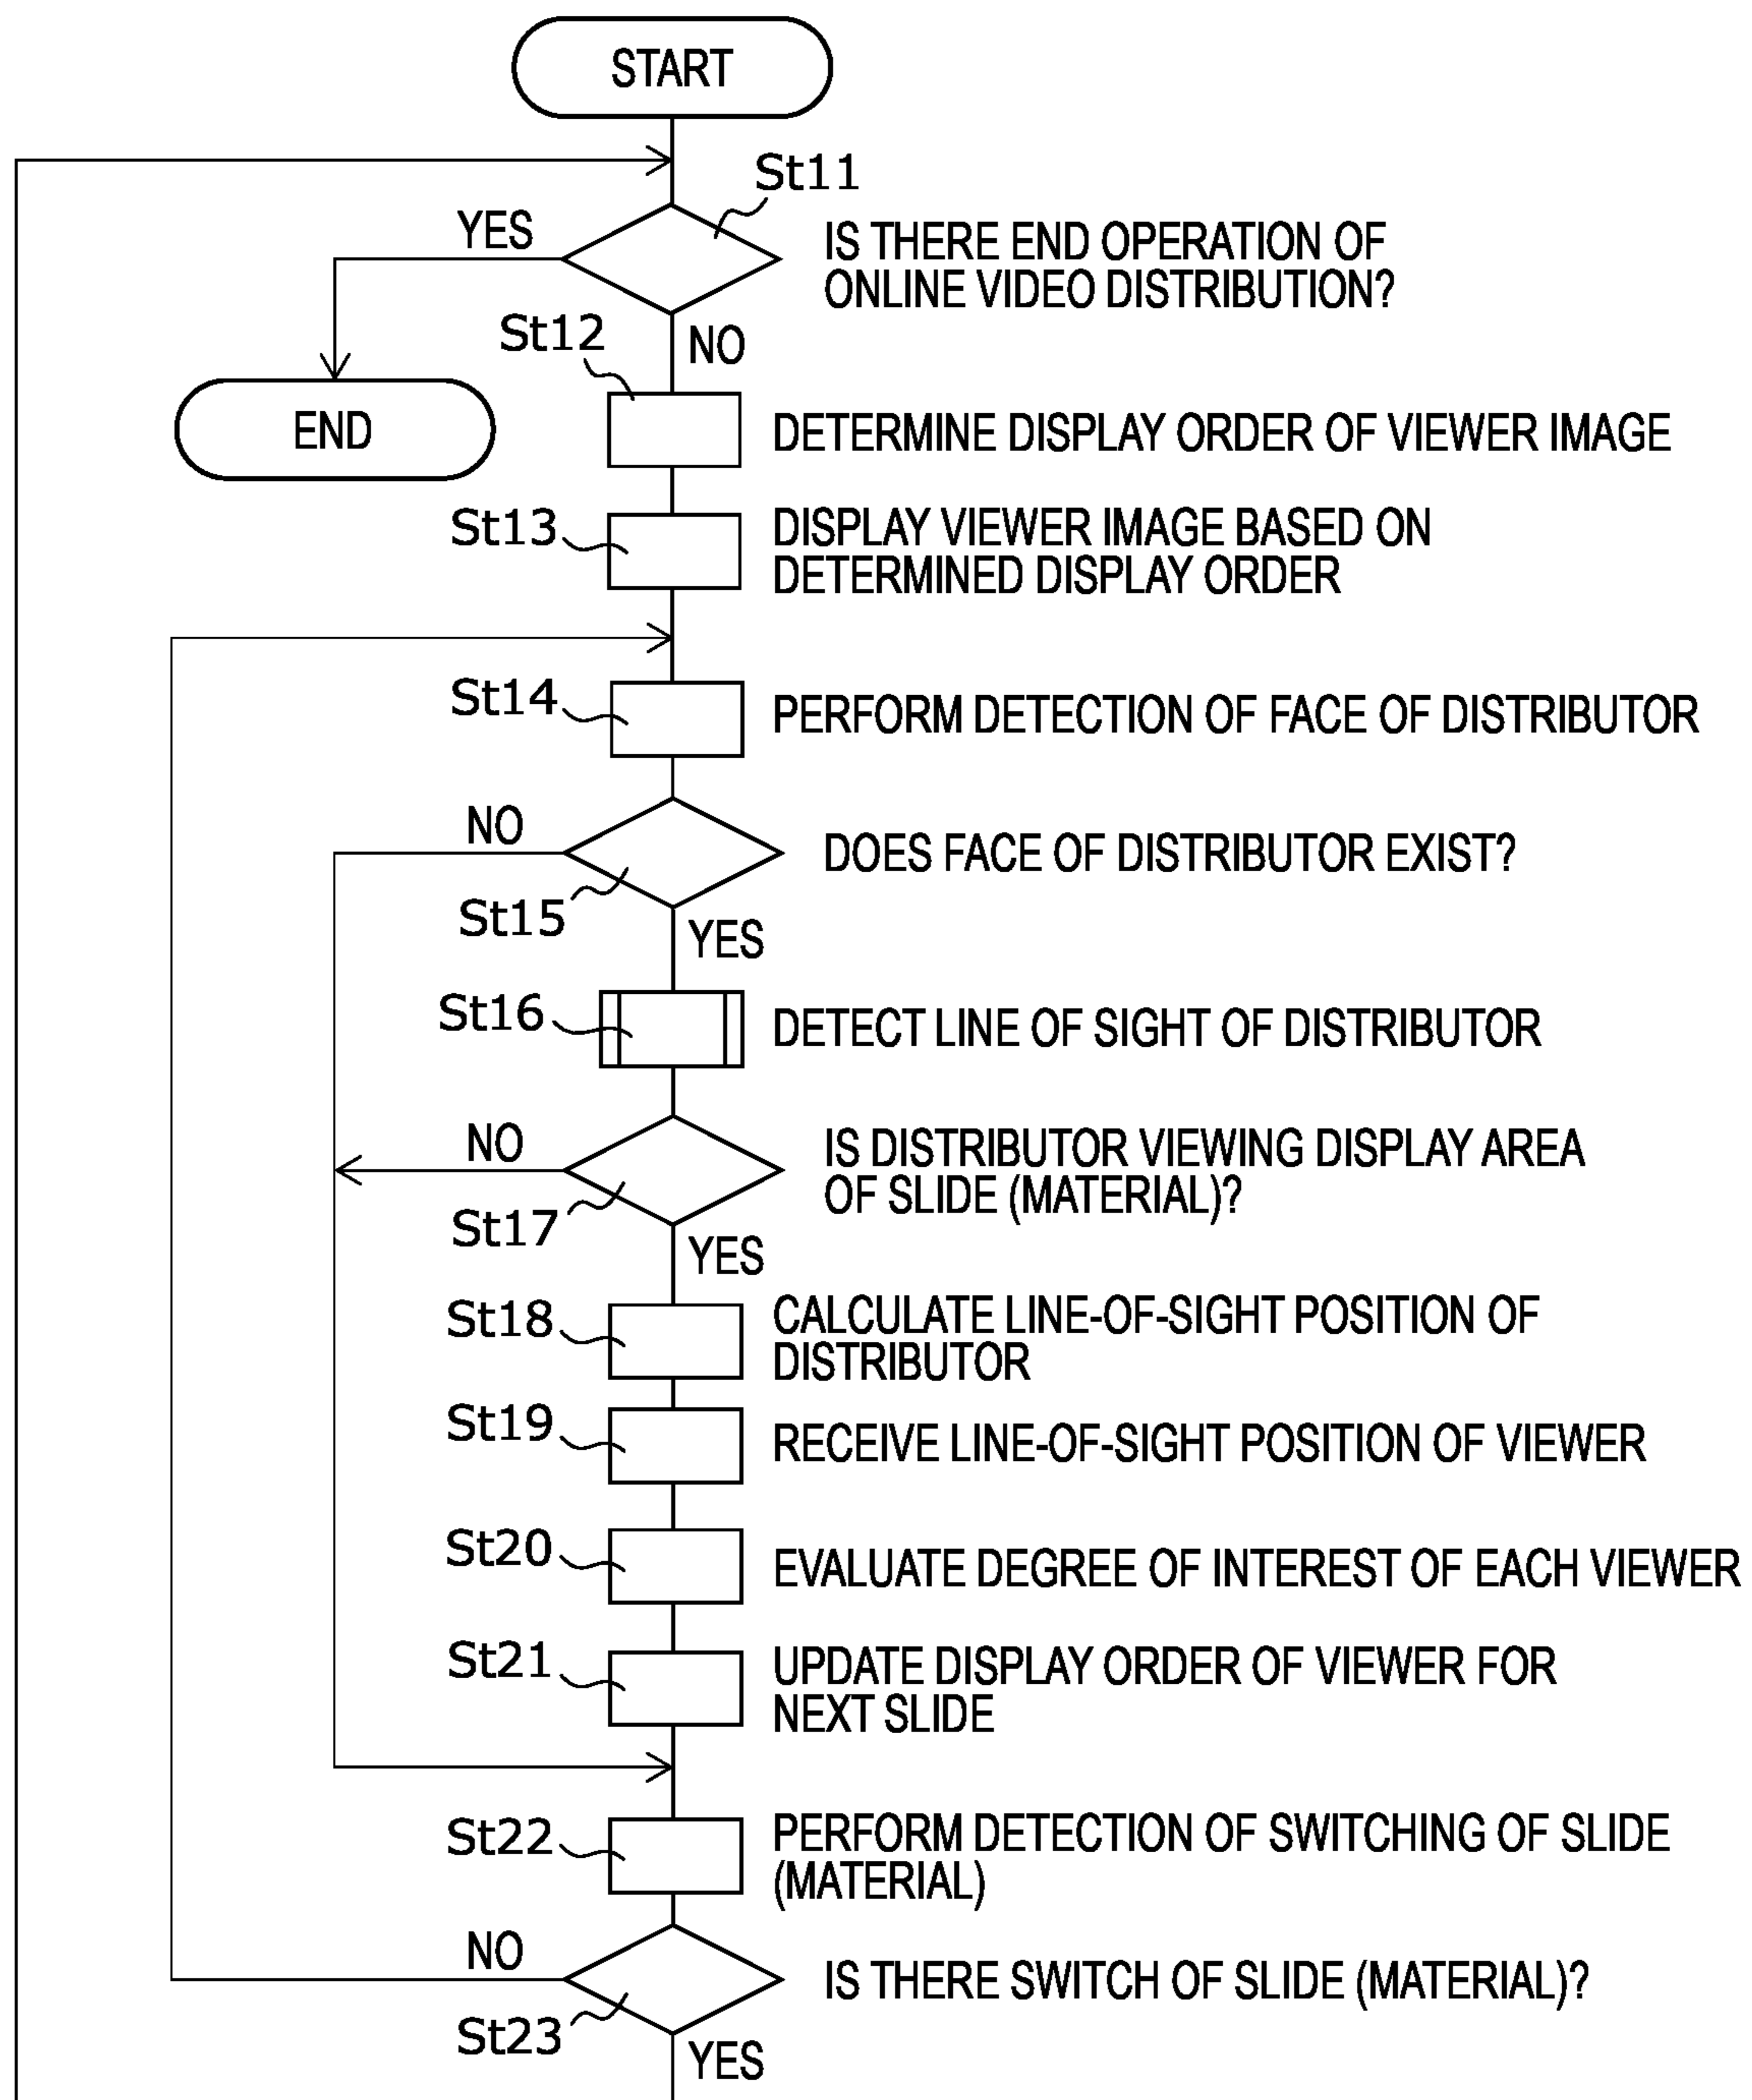 START
St11
YES
IS THERE END OPERATION OF
ONLINE VIDEO DISTRIBUTION?
NO
St12
END
DETERMINE DISPLAY ORDER OF VIEWER IMAGE
St13
DISPLAY VIEWER IMAGE BASED ON
DETERMINED DISPLAY ORDER
St14
PERFORM DETECTION OF FACE OF DISTRIBUTOR
NO
DOES FACE OF DISTRIBUTOR EXIST?
St15
YES
St16
DETECT LINE OF SIGHT OF DISTRIBUTOR
NO
IS DISTRIBUTOR VIEWING DISPLAY AREA
OF SLIDE (MATERIAL)?
St17
YES
St18
CALCULATE LINE-OF-SIGHT POSITION OF
DISTRIBUTOR
St19
RECEIVE LINE-OF-SIGHT POSITION OF VIEWER
St20
EVALUATE DEGREE OF INTEREST OF EACH VIEWER
St21
UPDATE DISPLAY ORDER OF VIEWER FOR
NEXT SLIDE
St22
PERFORM DETECTION OF SWITCHING OF SLIDE
(MATERIAL)
NO
IS THERE SWITCH OF SLIDE (MATERIAL)?
St23
YES